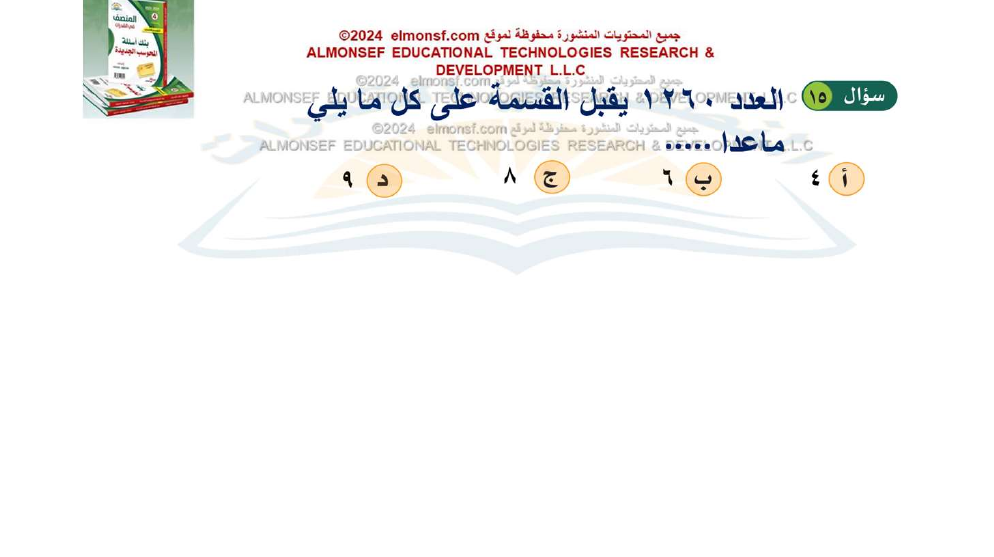 المنصف
في القدرات
بنك أسئلة
المحوسب الجديدة
جميع المحتويات المنشورة محفوظة لموقع elmonsf.com ©2024
ALMONSEF EDUCATIONAL TECHNOLOGIES RESEARCH &
DEVELOPMENT L.L.C
جميع المحتويات المنشورة محفوظة لموقع elmonsf.com ©2024
ALMONSEF EDUCATIONAL TECHNOLOGIES RESEARCH & DEVELOPMENT L.L.C
سؤال ١٥
العدد ١٢٦٠ يقبل القسمة على كل ما يلي
جميع المحتويات المنشورة محفوظة لموقع elmonsf.com ©2024
ALMONSEF EDUCATIONAL TECHNOLOGIES RESEARCH & DEVELOPMENT L.L.C
ماعدا .....
أ ٤ ب ٦ ج ٨ د ٩